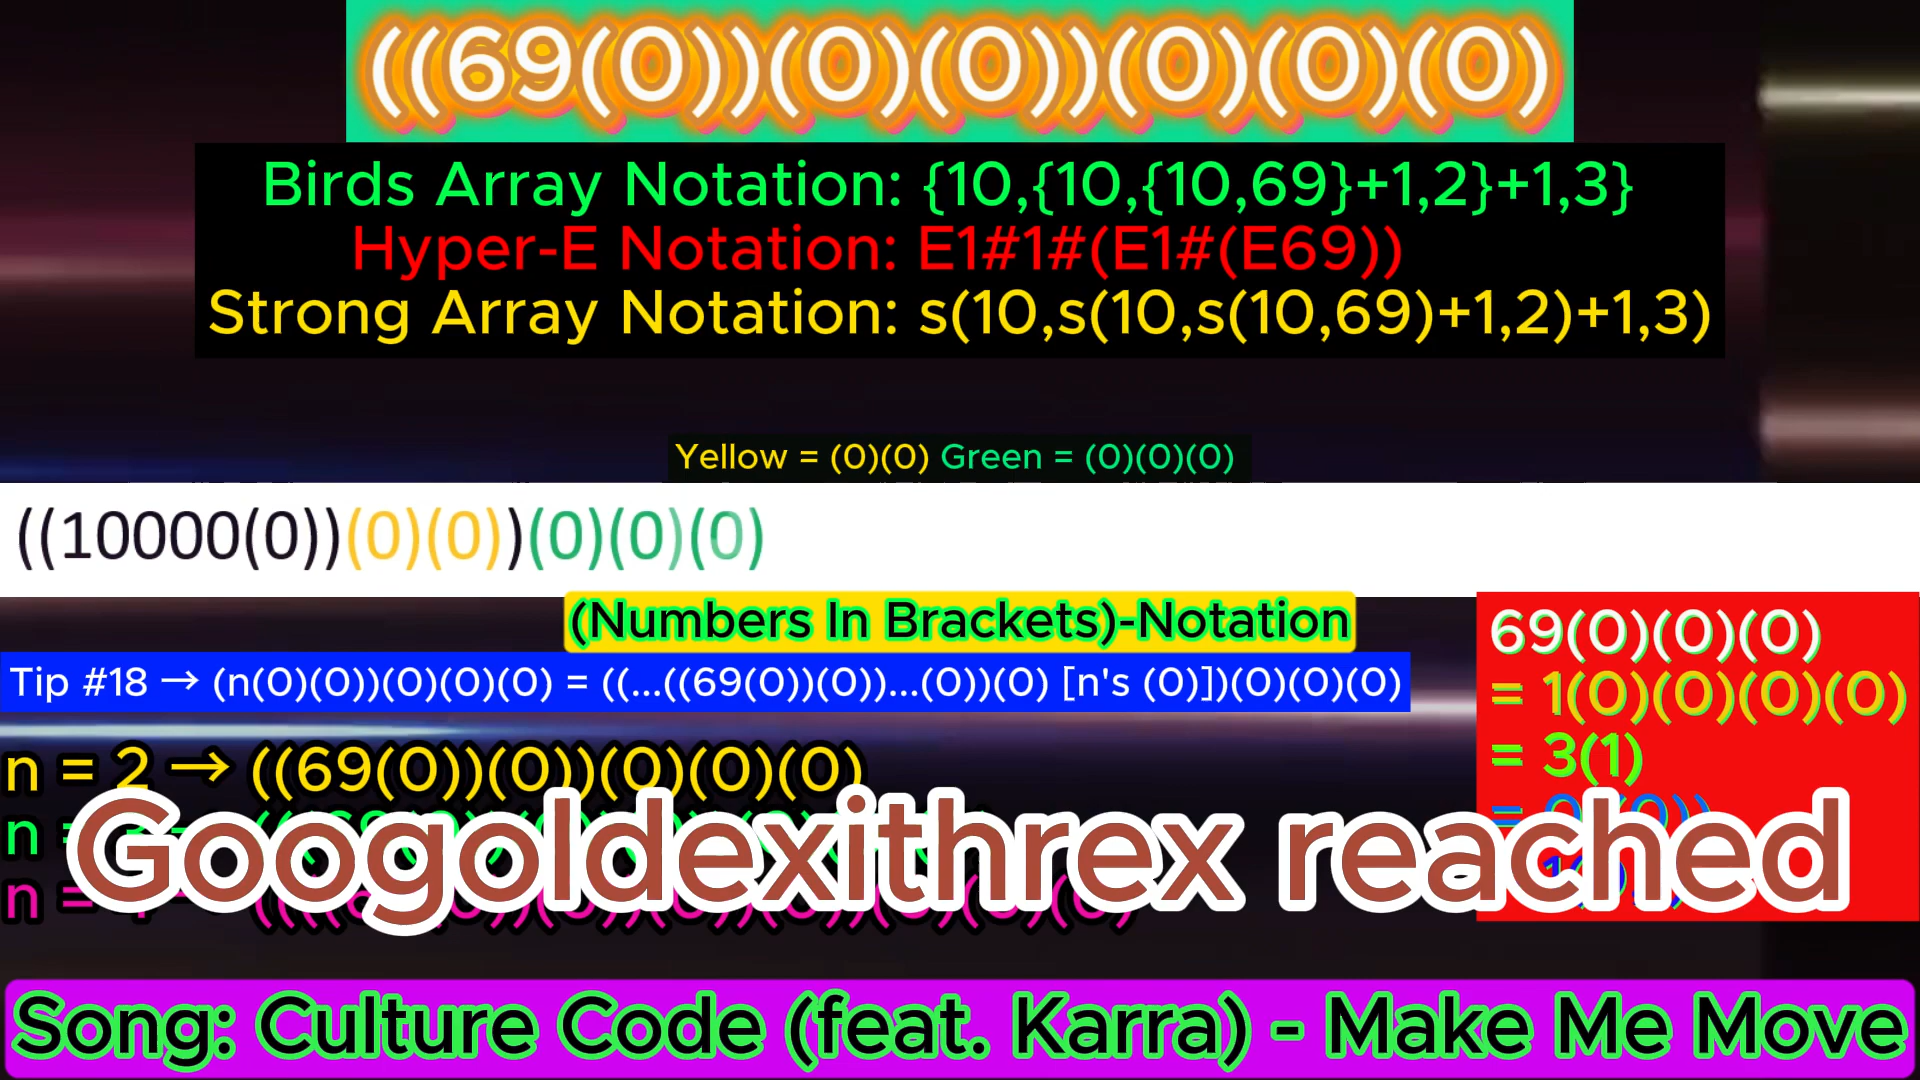 ((69(0))(0)(0))(0)(0)(0)
Birds Array Notation: {10,{10,{10,69}+1,2}+1,3}
Hyper-E Notation: E1#1#(E1#(E69))
Strong Array Notation: s(10,s(10,s(10,69)+1,2)+1,3)
Yellow = (0)(0) Green = (0)(0)(0)
((10000(0))(0)(0))(0)(0)(0)
(Numbers In Brackets)-Notation
Tip #18 → (n(0)(0))(0)(0)(0) = ((...((69(0))(0))...(0))(0) [n's (0)])(0)(0)(0)
69(0)(0)(0)
= 1(0)(0)(0)(0)
= 3(1)
n = 2 → ((69(0))(0))(0)(0)(0)
Googoldexithrex reached
Song: Culture Code (feat. Karra) - Make Me Move